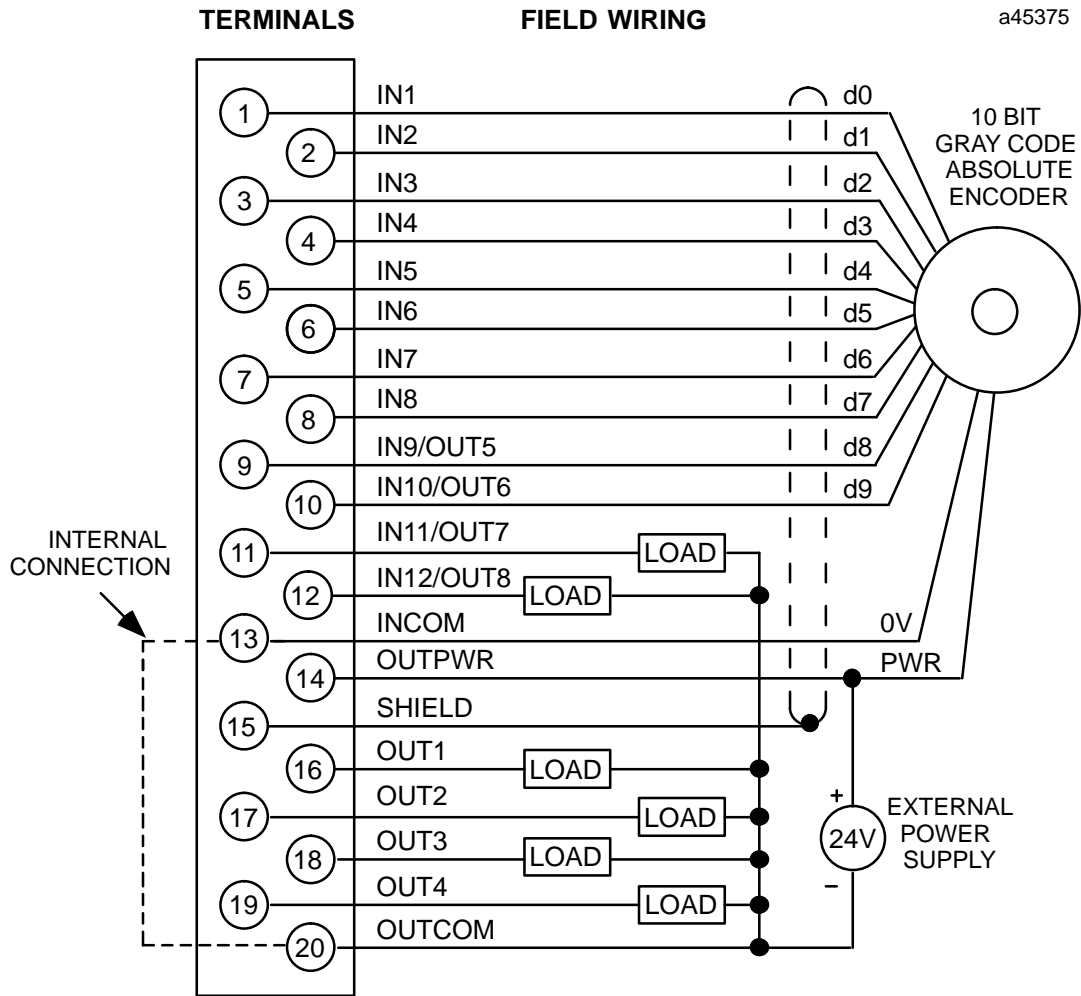 TERMINALS FIELD WIRING a45375
1 IN1 d0
10 BIT
GRAY CODE
ABSOLUTE
ENCODER
2 IN2 d1
3 IN3 d2
4 IN4 d3
5 IN5 d4
6 IN6 d5
7 IN7 d6
8 IN8 d7
9 IN9/OUT5 d8
10 IN10/OUT6 d9
INTERNAL
CONNECTION
11 IN11/OUT7 LOAD
12 IN12/OUT8 LOAD
13 INCOM 0V
14 OUTPWR PWR
15 SHIELD
16 OUT1 LOAD
17 OUT2 LOAD
18 OUT3 LOAD
19 OUT4 LOAD
20 OUTCOM
+
24V
−
EXTERNAL
POWER
SUPPLY